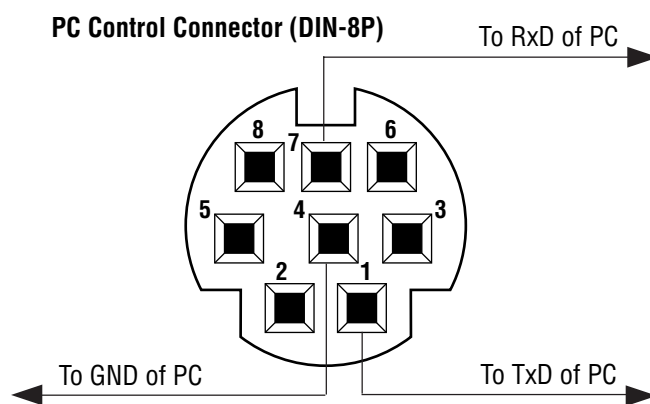 PC Control Connector (DIN-8P)
To RxD of PC
8 7 6
5 4 3
2 1
To GND of PC
To TxD of PC